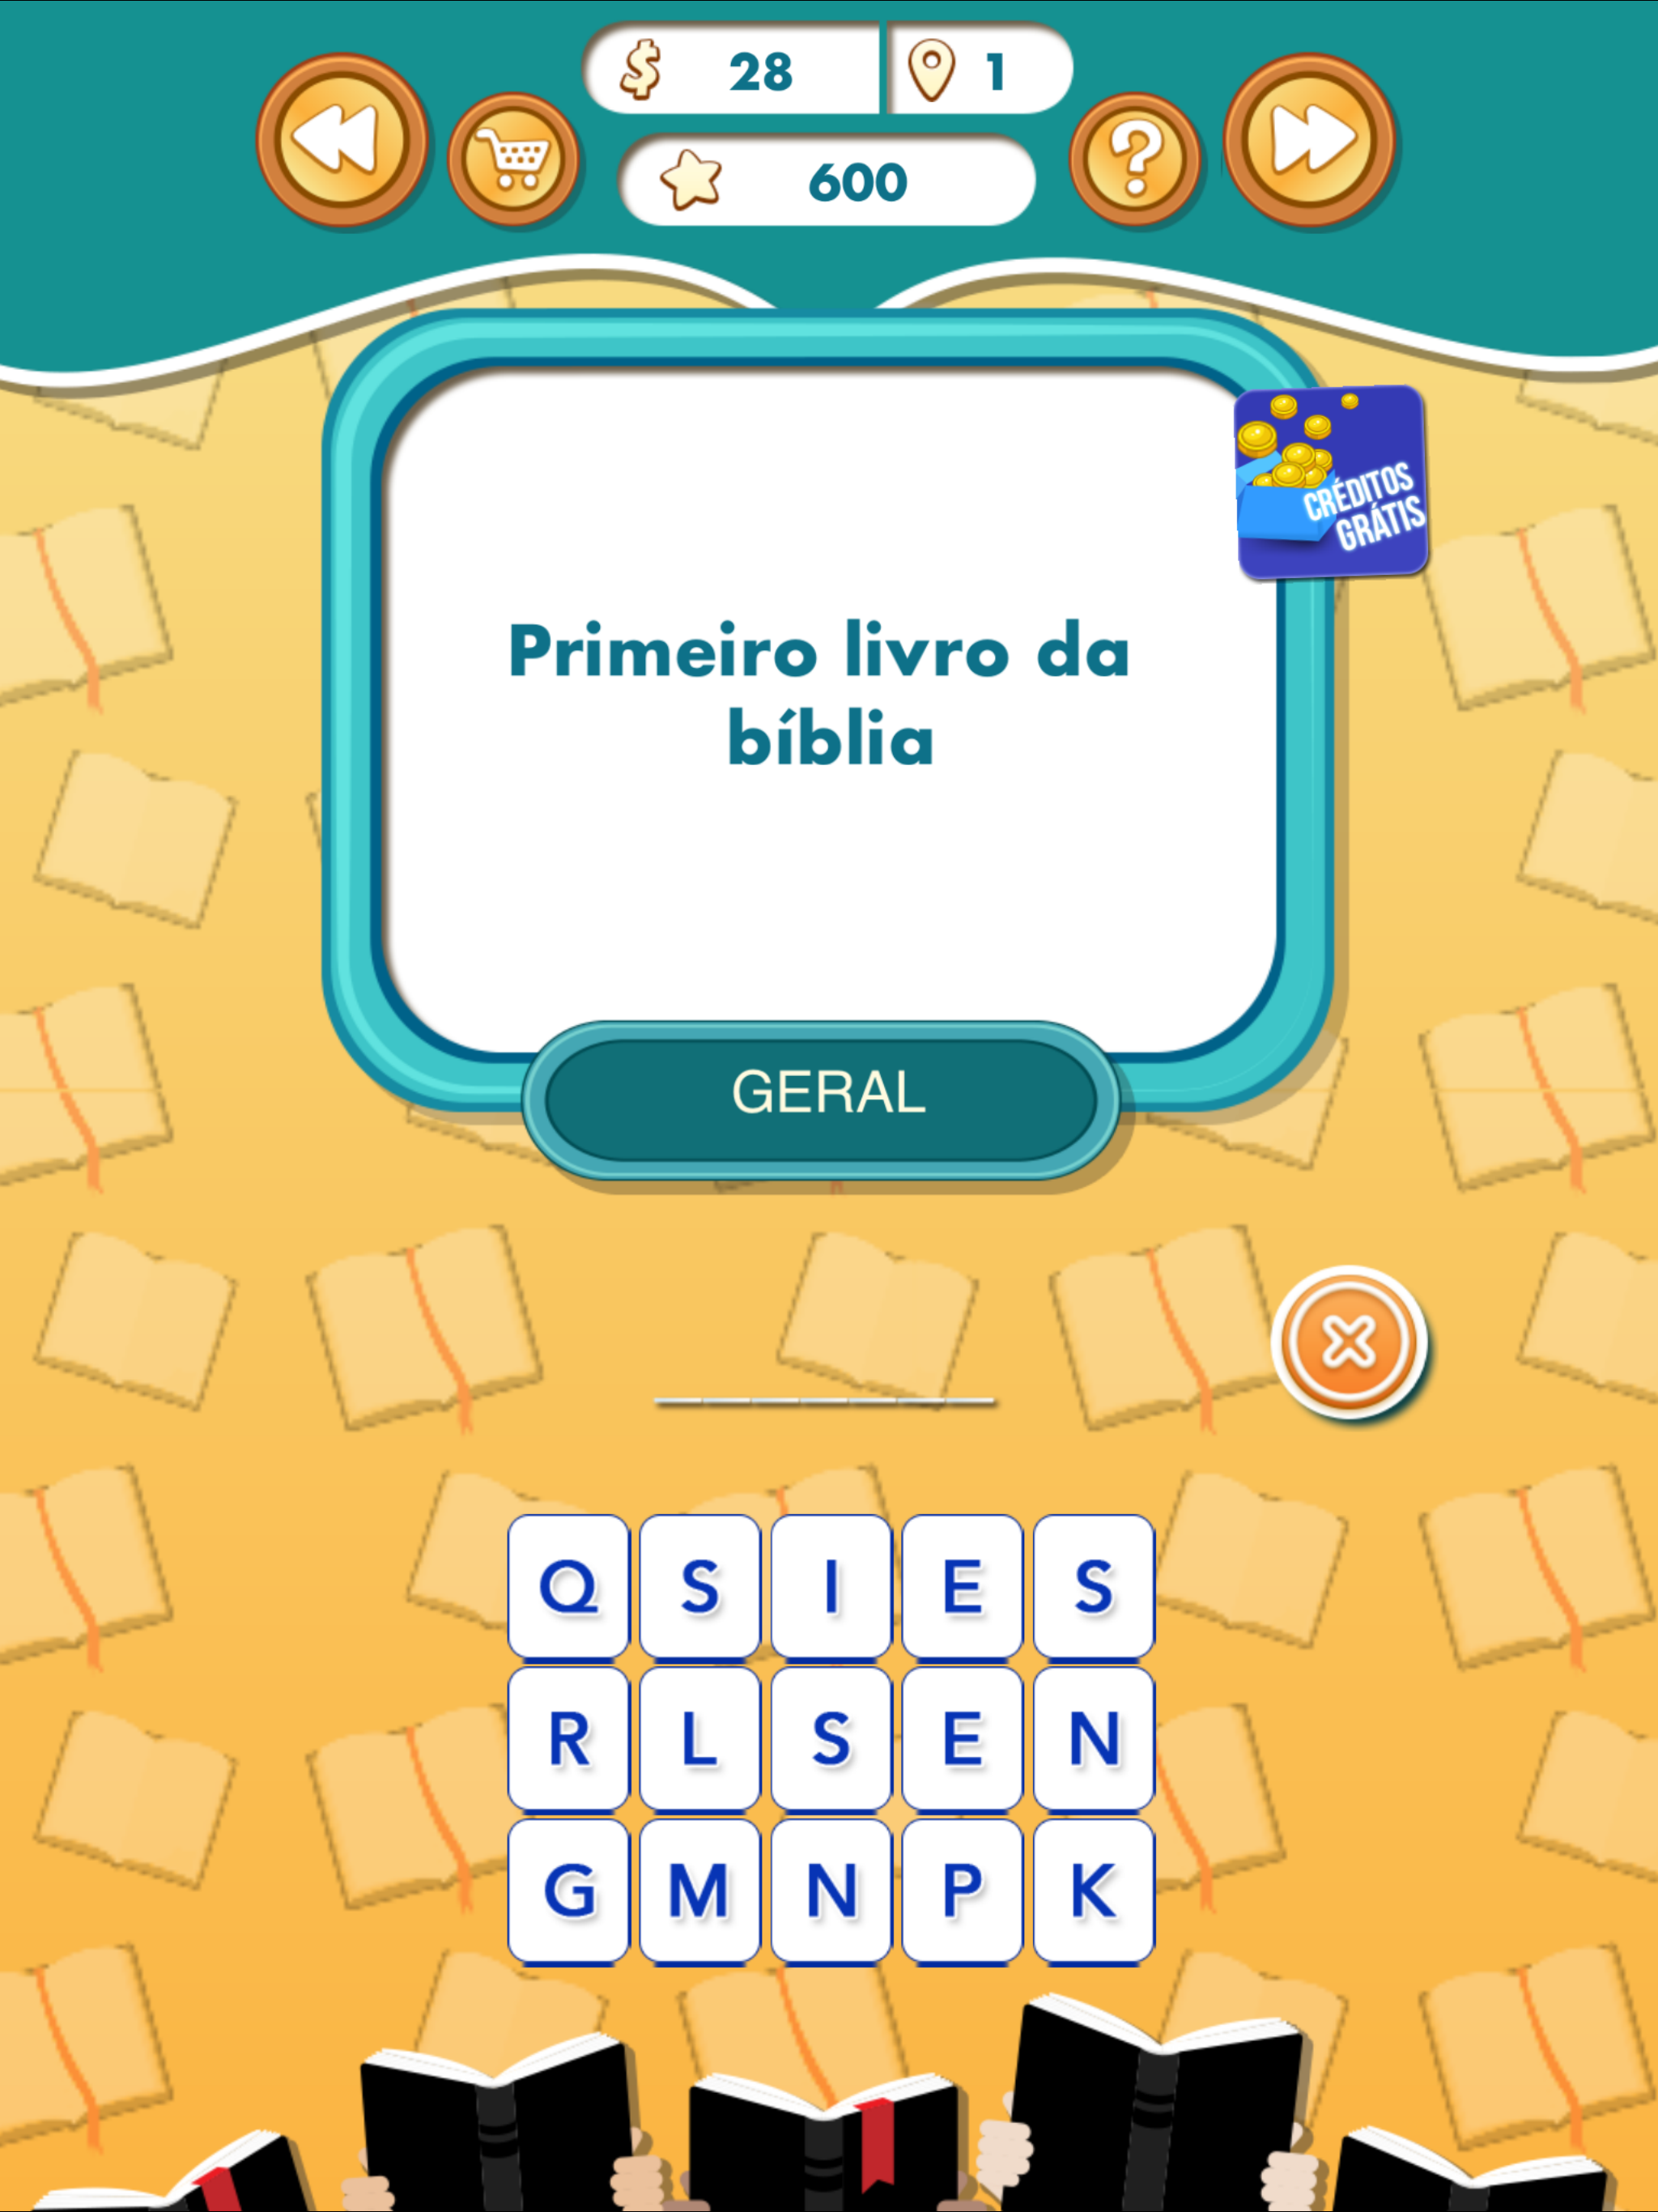 28
1
600
CRÉDITOS
GRÁTIS
Primeiro livro da
bíblia
GERAL
Q S I E S
R L S E N
G M N P K